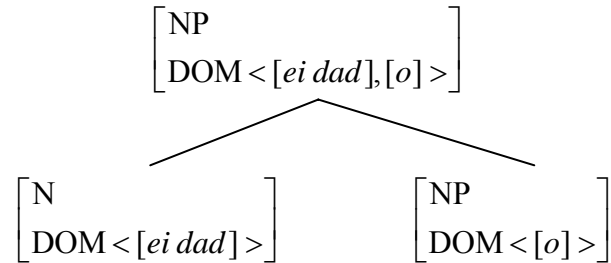 NP
DOM < [ei dad],[o] >
N
DOM < [ei dad] >
NP
DOM < [o] >